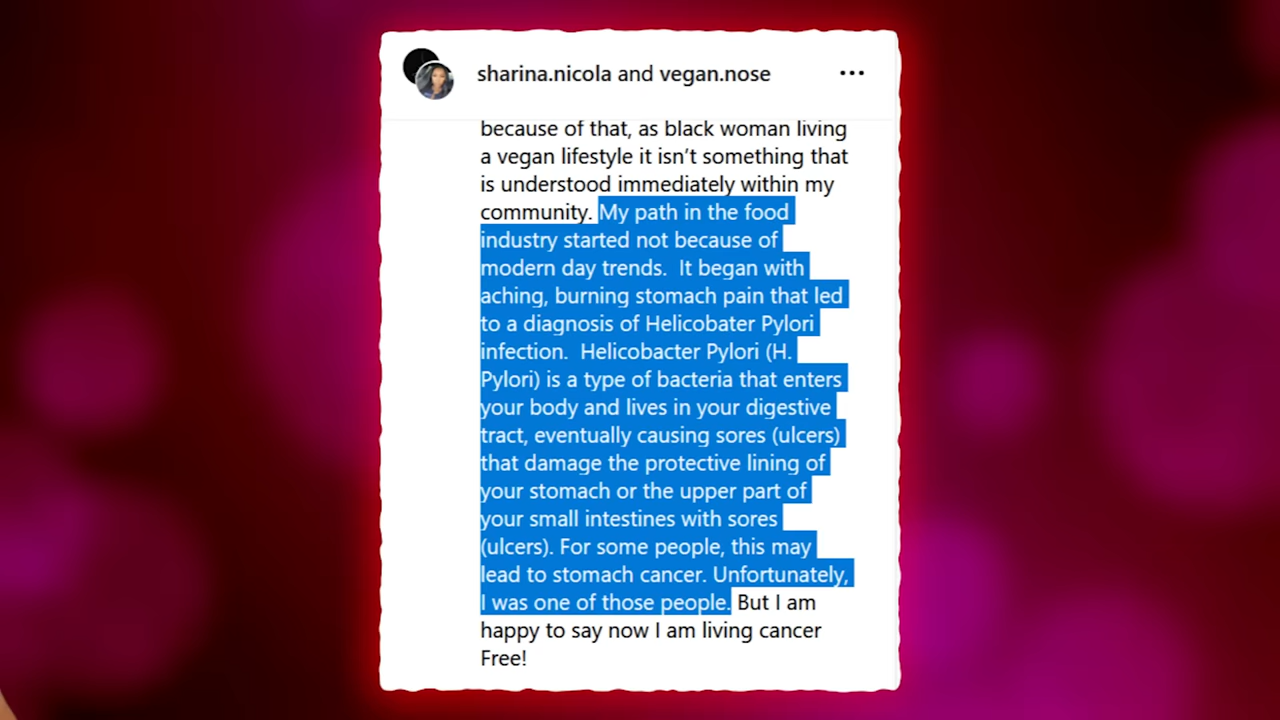 sharina.nicola and vegan.nose
because of that, as black woman living
a vegan lifestyle it isn’t something that
is understood immediately within my
community. My path in the food
industry started not because of
modern day trends.  It began with
aching, burning stomach pain that led
to a diagnosis of Helicobater Pylori
infection.  Helicobacter Pylori (H.
Pylori) is a type of bacteria that enters
your body and lives in your digestive
tract, eventually causing sores (ulcers)
that damage the protective lining of
your stomach or the upper part of
your small intestines with sores
(ulcers). For some people, this may
lead to stomach cancer. Unfortunately,
I was one of those people. But I am
happy to say now I am living cancer
Free!